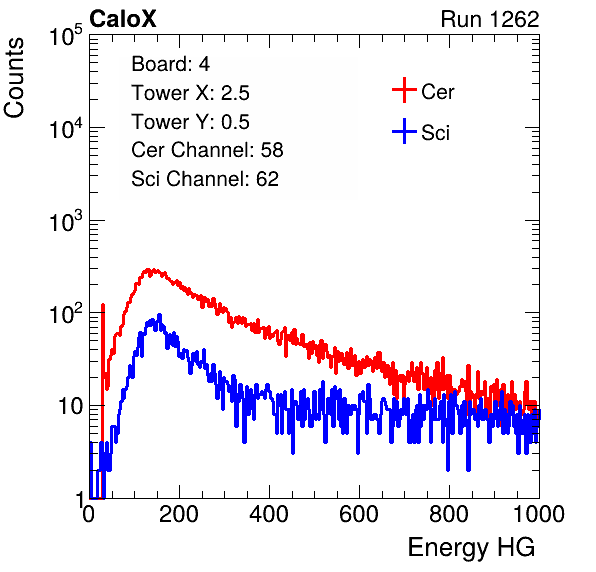 CaloX Run 1262
Counts
Board: 4
Tower X: 2.5
Tower Y: 0.5
Cer Channel: 58
Sci Channel: 62
Cer
Sci
10^5
10^4
10^3
10^2
10
1
0 200 400 600 800 1000
Energy HG